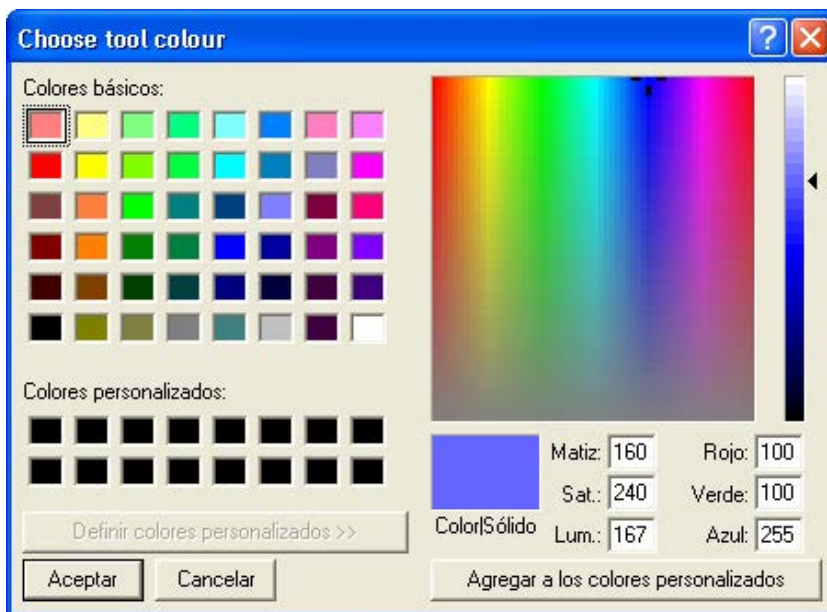 Choose tool colour
Colores básicos:
Colores personalizados:
Definir colores personalizados >>
Aceptar
Cancelar
Color|Sólido
Matiz: 160
Sat.: 240
Lum.: 167
Rojo: 100
Verde: 100
Azul: 255
Agregar a los colores personalizados